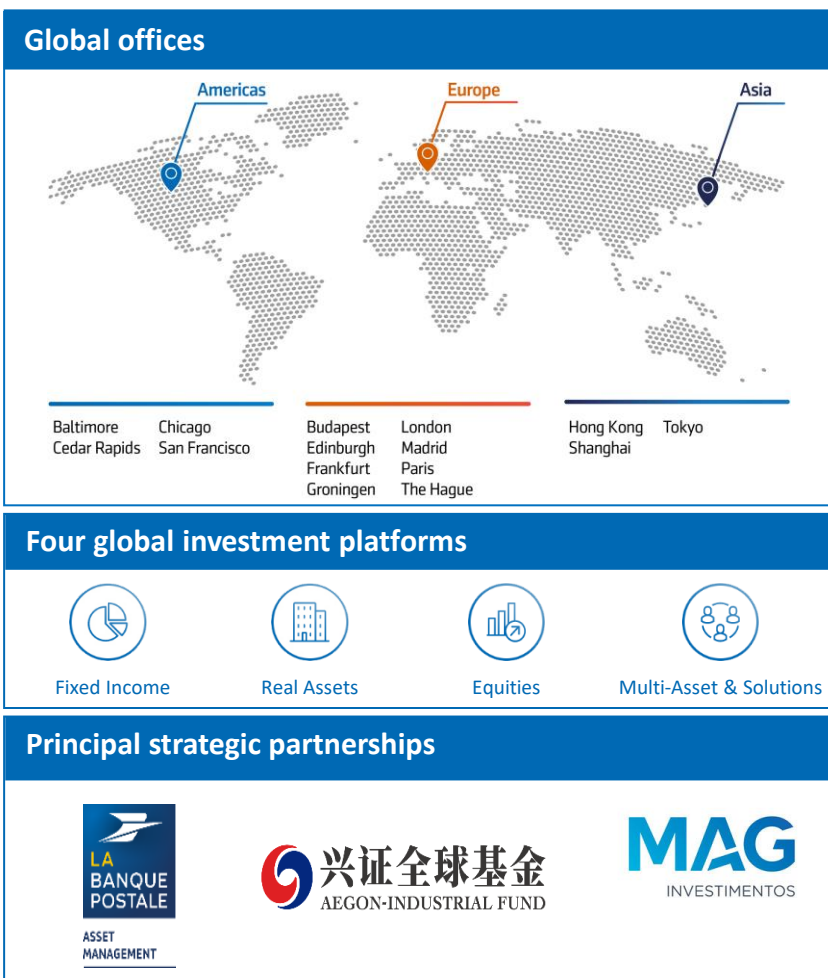 Global offices
Americas
Europe
Asia
Baltimore Chicago
Cedar Rapids San Francisco
Budapest London
Edinburgh Madrid
Frankfurt Paris
Groningen The Hague
Hong Kong Tokyo
Shanghai
Four global investment platforms
Fixed Income
Real Assets
Equities
Multi-Asset & Solutions
Principal strategic partnerships
LA
BANQUE
POSTALE
ASSET
MANAGEMENT
兴证全球基金
AEGON-INDUSTRIAL FUND
MAG
INVESTIMENTOS